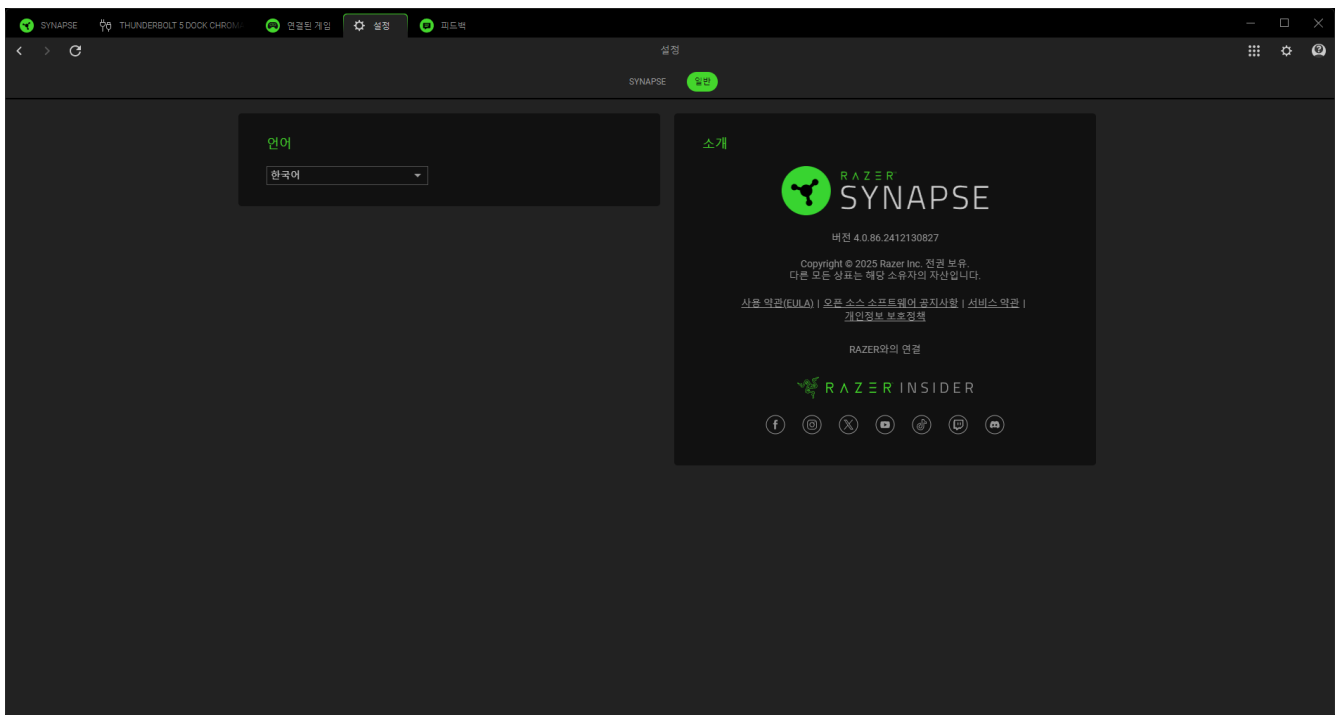 SYNAPSE
THUNDERBOLT 5 DOCK CHROMA
연결된 게임
설정
피드백
설정
SYNAPSE
일반
언어
한국어
소개
RAZER
SYNAPSE
버전 4.0.86.2412130827
Copyright © 2025 Razer Inc. 전권 보유.
다른 모든 상표는 해당 소유자의 자산입니다.
사용 약관(EULA) | 오픈 소스 소프트웨어 공지사항 | 서비스 약관 |
개인정보 보호정책
RAZER와의 연결
RAZER INSIDER